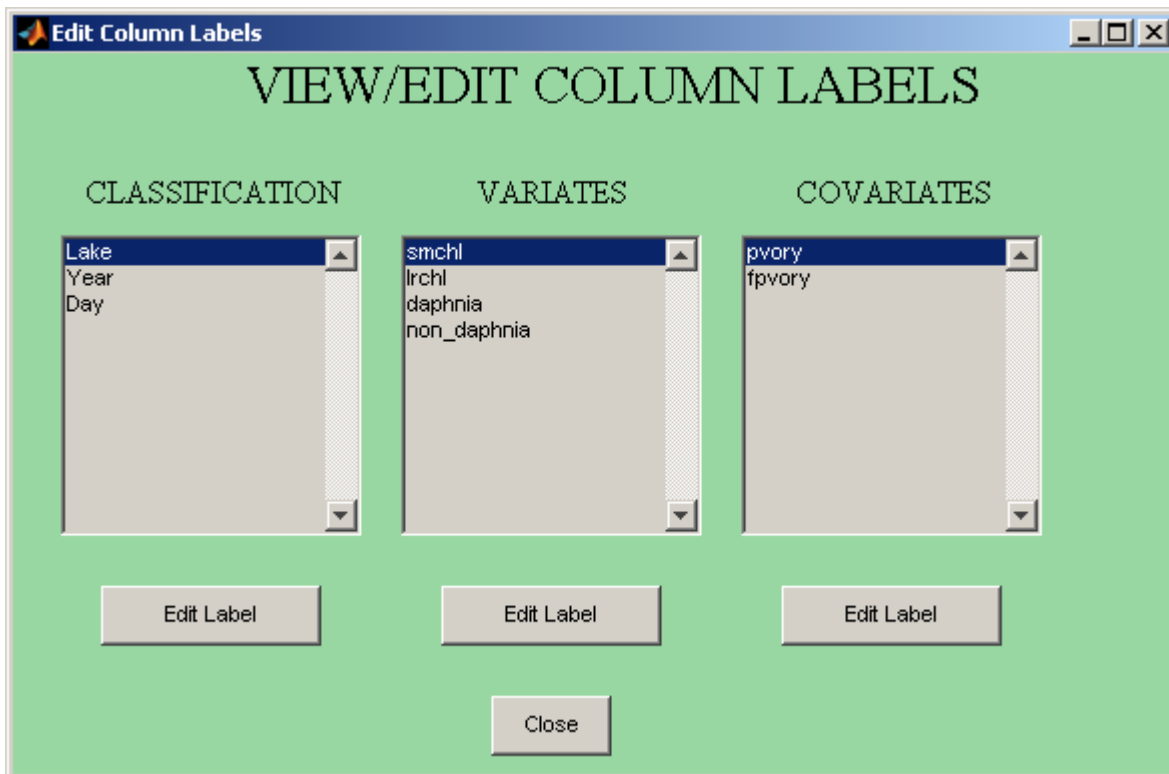 Edit Column Labels
VIEW/EDIT COLUMN LABELS
CLASSIFICATION
Lake
Year
Day
Edit Label
VARIATES
smchl
lrchl
daphnia
non_daphnia
Edit Label
COVARIATES
pvory
fpvory
Edit Label
Close